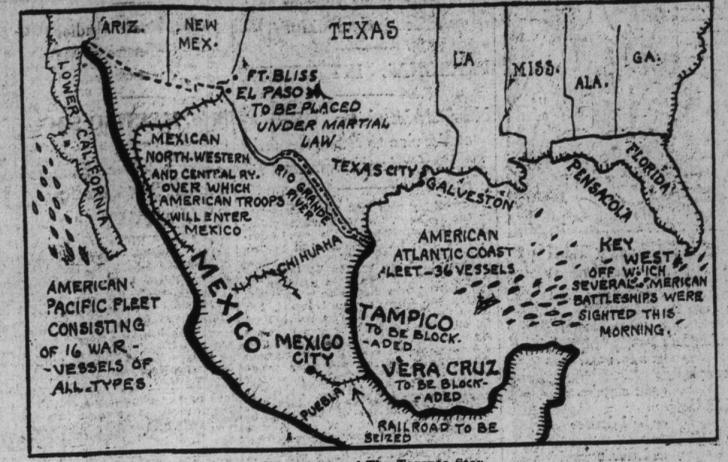 ARIZ.
NEW
MEX.
TEXAS
LA
MISS.
ALA.
GA.
LOWER CALIFORNIA
FT. BLISS
EL PASO
TO BE PLACED
UNDER MARTIAL
LAW
MEXICAN
NORTH-WESTERN
AND CENTRAL RY.
OVER WHICH
AMERICAN TROOPS
WILL ENTER
MEXICO
RIO GRANDE
RIVER
TEXAS CITY
GALVESTON
PENSACOLA
FLORIDA
AMERICAN
ATLANTIC COAST
FLEET-36 VESSELS
KEY
WEST
OFF WHICH
SEVERAL AMERICAN
BATTLESHIPS WERE
SIGHTED THIS
MORNING.
AMERICAN
PACIFIC FLEET
CONSISTING
OF 16 WAR-
-VESSELS OF
ALL-TYPES.
MEXICO
CHIHUAHA
TAMPICO
TO BE BLOCK-
-ADED
MEXICO
CITY
VERA CRUZ
TO BE BLOCK-
-ADED
PUEBLA
RAILROAD TO BE
SEIZED